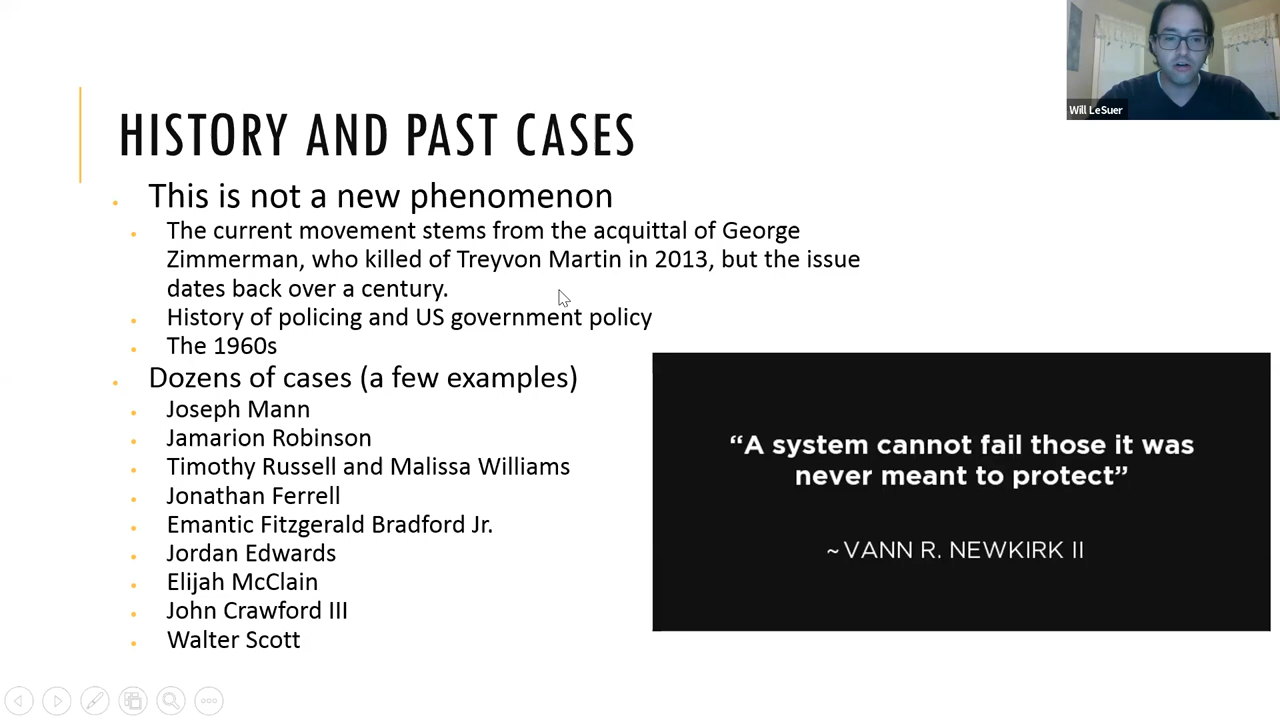 Will LeSuer
HISTORY AND PAST CASES
This is not a new phenomenon
The current movement stems from the acquittal of George
Zimmerman, who killed of Treyvon Martin in 2013, but the issue
dates back over a century.
History of policing and US government policy
The 1960s
Dozens of cases (a few examples)
Joseph Mann
Jamarion Robinson
Timothy Russell and Malissa Williams
Jonathan Ferrell
Emantic Fitzgerald Bradford Jr.
Jordan Edwards
Elijah McClain
John Crawford III
Walter Scott
“A system cannot fail those it was
never meant to protect”
~VANN R. NEWKIRK II